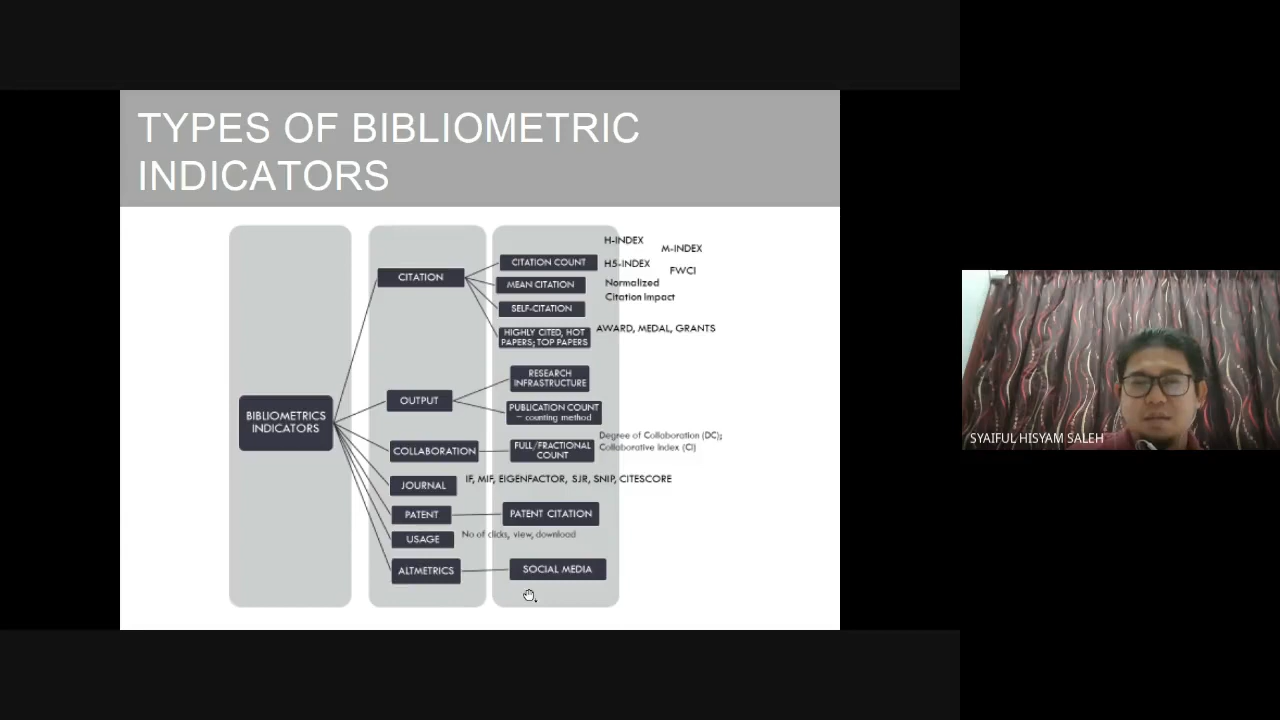 TYPES OF BIBLIOMETRIC
INDICATORS
BIBLIOMETRICS
INDICATORS
CITATION
CITATION COUNT
MEAN CITATION
SELF-CITATION
HIGHLY CITED, HOT
PAPERS; TOP PAPERS
H-INDEX
M-INDEX
H5-INDEX
FWCI
Normalized
Citation Impact
AWARD, MEDAL, GRANTS
OUTPUT
RESEARCH
INFRASTRUCTURE
PUBLICATION COUNT
– counting method
COLLABORATION
FULL/FRACTIONAL
COUNT
Degree of Collaboration (DC);
Collaborative Index (CI)
JOURNAL
IF, MIF, EIGENFACTOR, SJR, SNIP, CITESCORE
PATENT
PATENT CITATION
USAGE
No of clicks, view, download
ALTMETRICS
SOCIAL MEDIA
SYAIFUL HISYAM SALEH